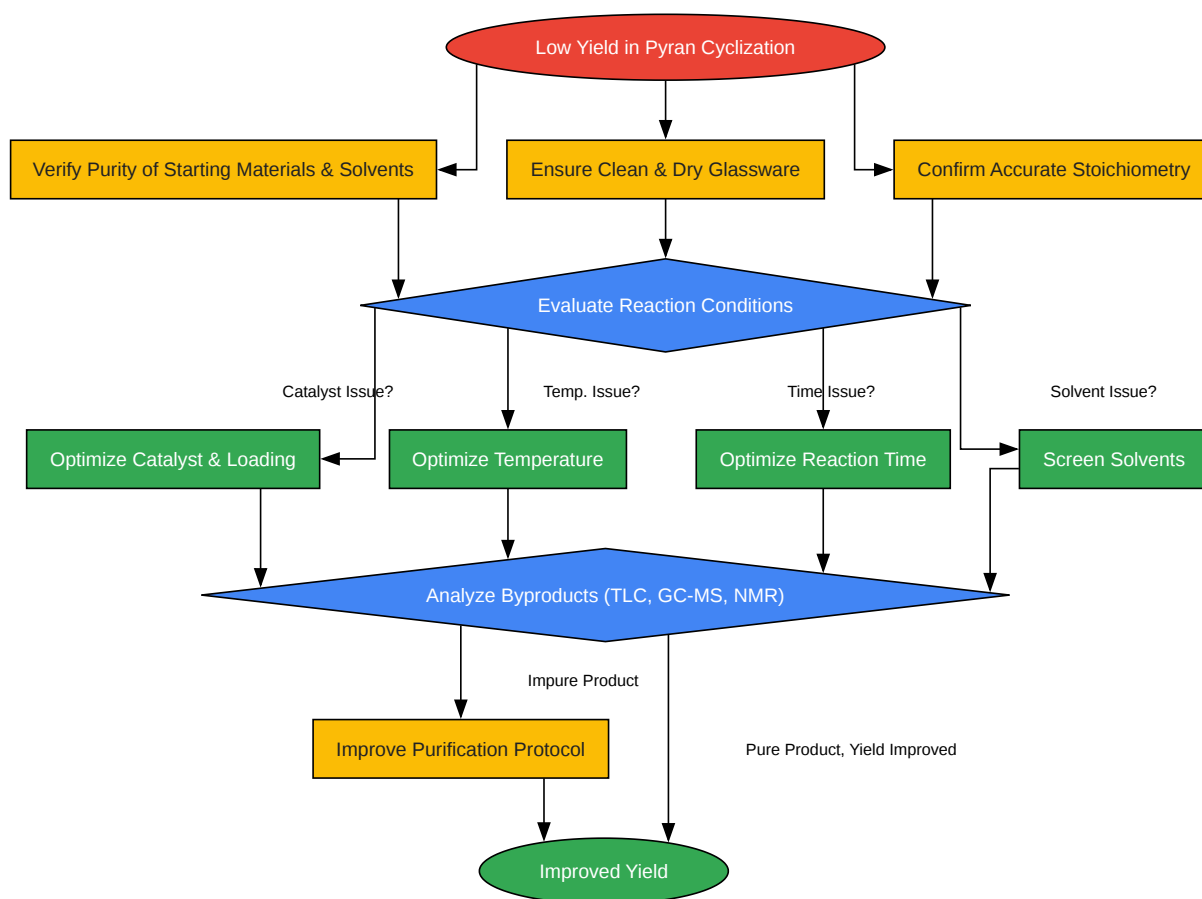 Low Yield in Pyran Cyclization
Verify Purity of Starting Materials & Solvents
Ensure Clean & Dry Glassware
Confirm Accurate Stoichiometry
Evaluate Reaction Conditions
Catalyst Issue?
Temp. Issue?
Time Issue?
Solvent Issue?
Optimize Catalyst & Loading
Optimize Temperature
Optimize Reaction Time
Screen Solvents
Analyze Byproducts (TLC, GC-MS, NMR)
Impure Product
Improve Purification Protocol
Pure Product, Yield Improved
Improved Yield